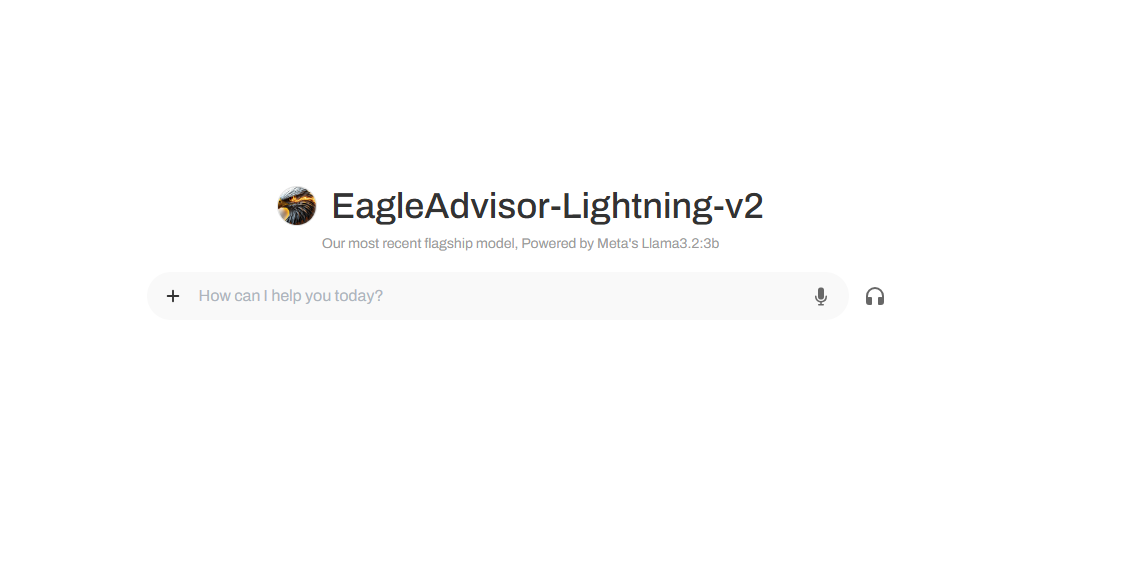 EagleAdvisor-Lightning-v2
Our most recent flagship model, Powered by Meta's Llama3.2:3b
How can I help you today?